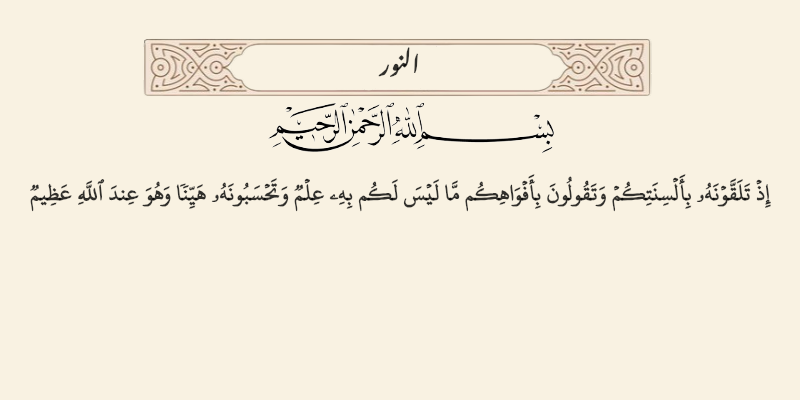 النور
بِسْمِ ٱللَّهِ ٱلرَّحْمَٰنِ ٱلرَّحِيمِ
إِذْ تَلَقَّوْنَهُۥ بِأَلْسِنَتِكُمْ وَتَقُولُونَ بِأَفْوَاهِكُم مَّا لَيْسَ لَكُم بِهِۦ عِلْمٌ وَتَحْسَبُونَهُۥ هَيِّنًا وَهُوَ عِندَ ٱللَّهِ عَظِيمٌ